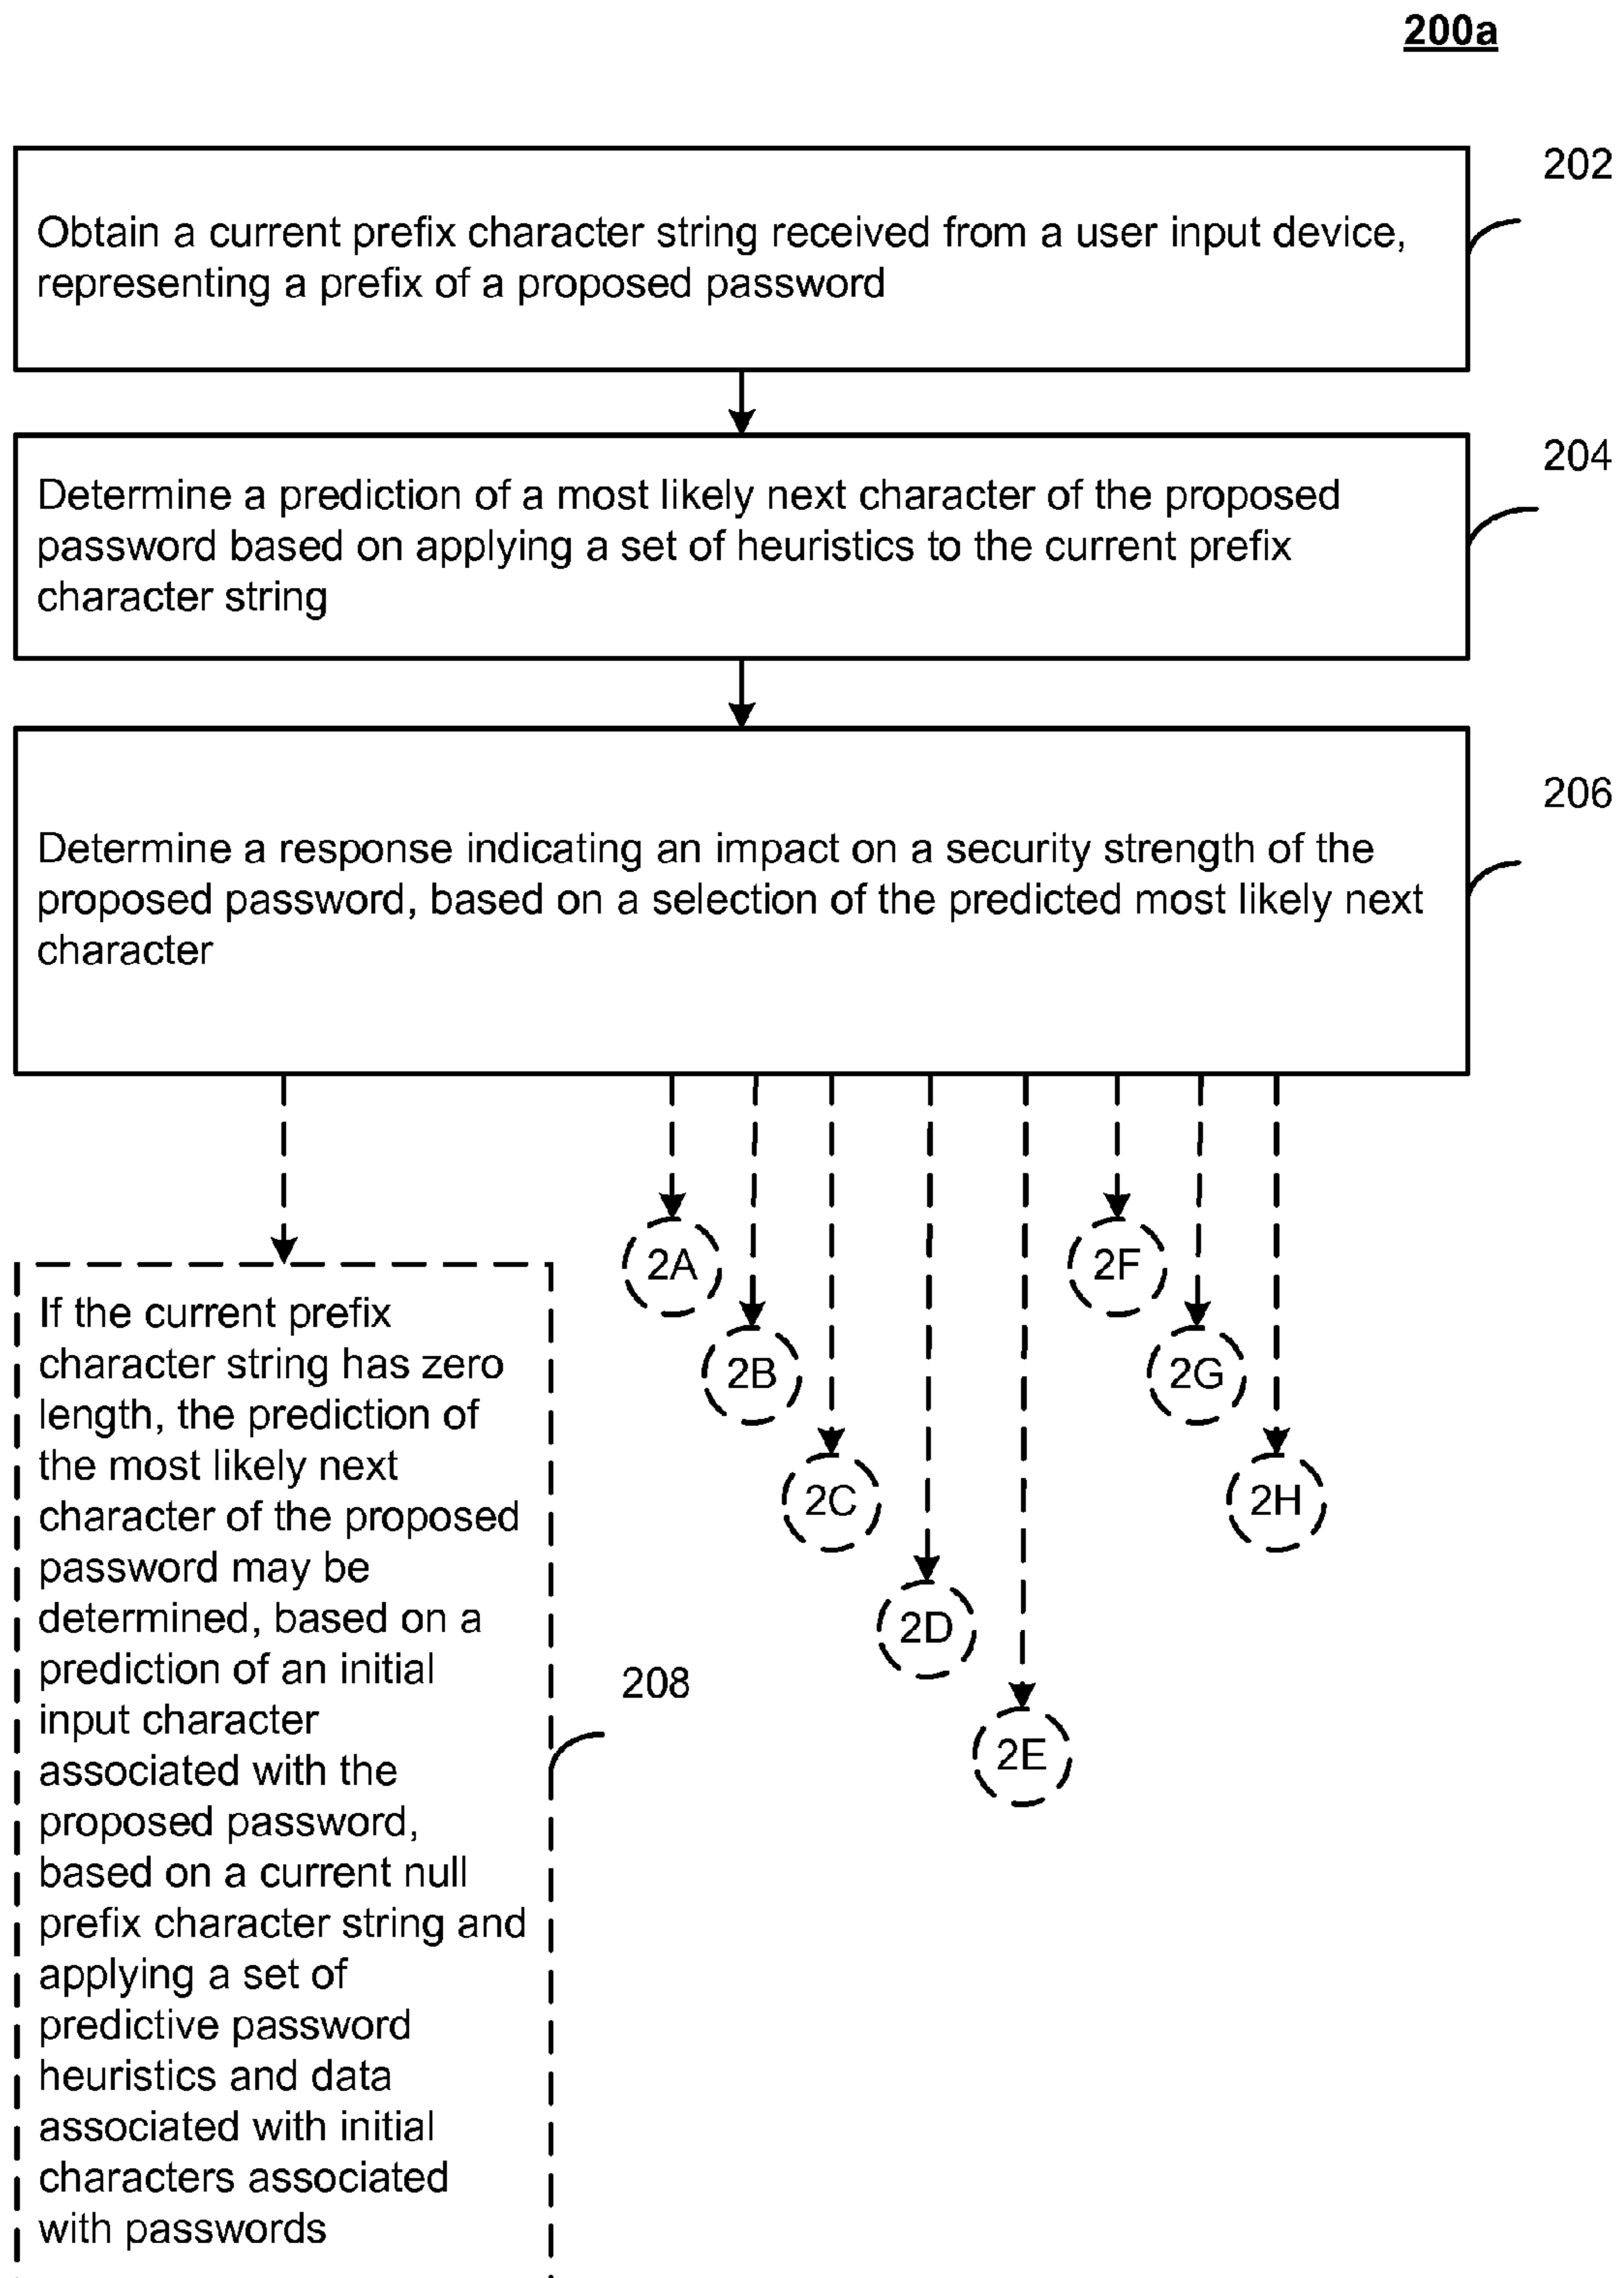 200a
202
Obtain a current prefix character string received from a user input device,
representing a prefix of a proposed password
204
Determine a prediction of a most likely next character of the proposed
password based on applying a set of heuristics to the current prefix
character string
206
Determine a response indicating an impact on a security strength of the
proposed password, based on a selection of the predicted most likely next
character
2A
2F
2B
2G
2C
2H
2D
2E
If the current prefix
character string has zero
length, the prediction of
the most likely next
character of the proposed
password may be
determined, based on a
prediction of an initial
input character
associated with the
proposed password,
based on a current null
prefix character string and
applying a set of
predictive password
heuristics and data
associated with initial
characters associated
with passwords
208